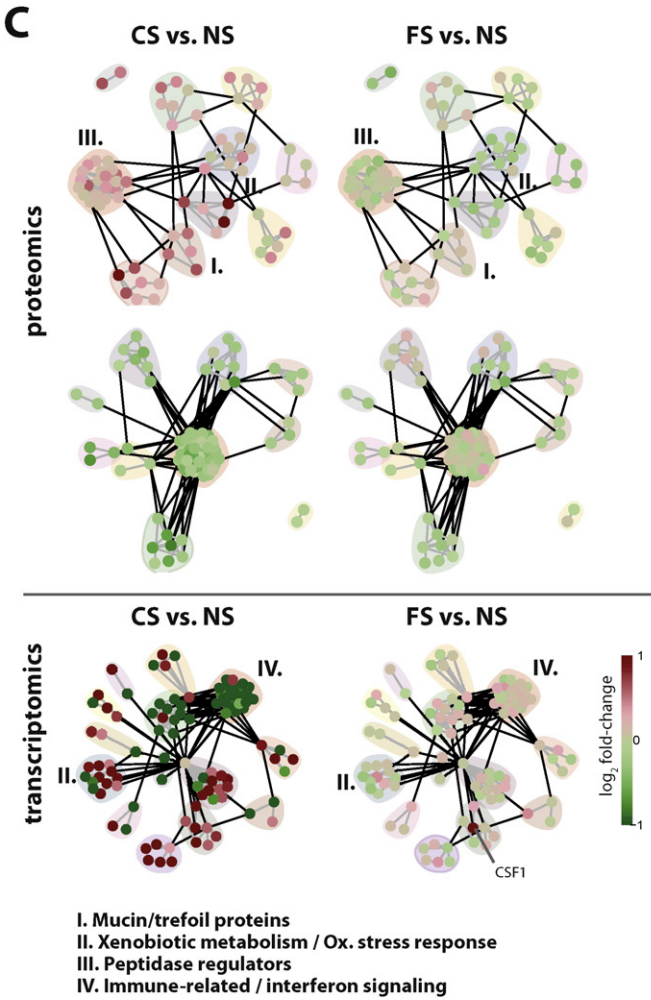 C
CS vs. NS
FS vs. NS
proteomics
III.
II.
I.
III.
II.
I.
transcriptomics
CS vs. NS
FS vs. NS
IV.
II.
IV.
II.
CSF1
log2 fold-change
1
0
-1
I. Mucin/trefoil proteins
II. Xenobiotic metabolism / Ox. stress response
III. Peptidase regulators
IV. Immune-related / interferon signaling